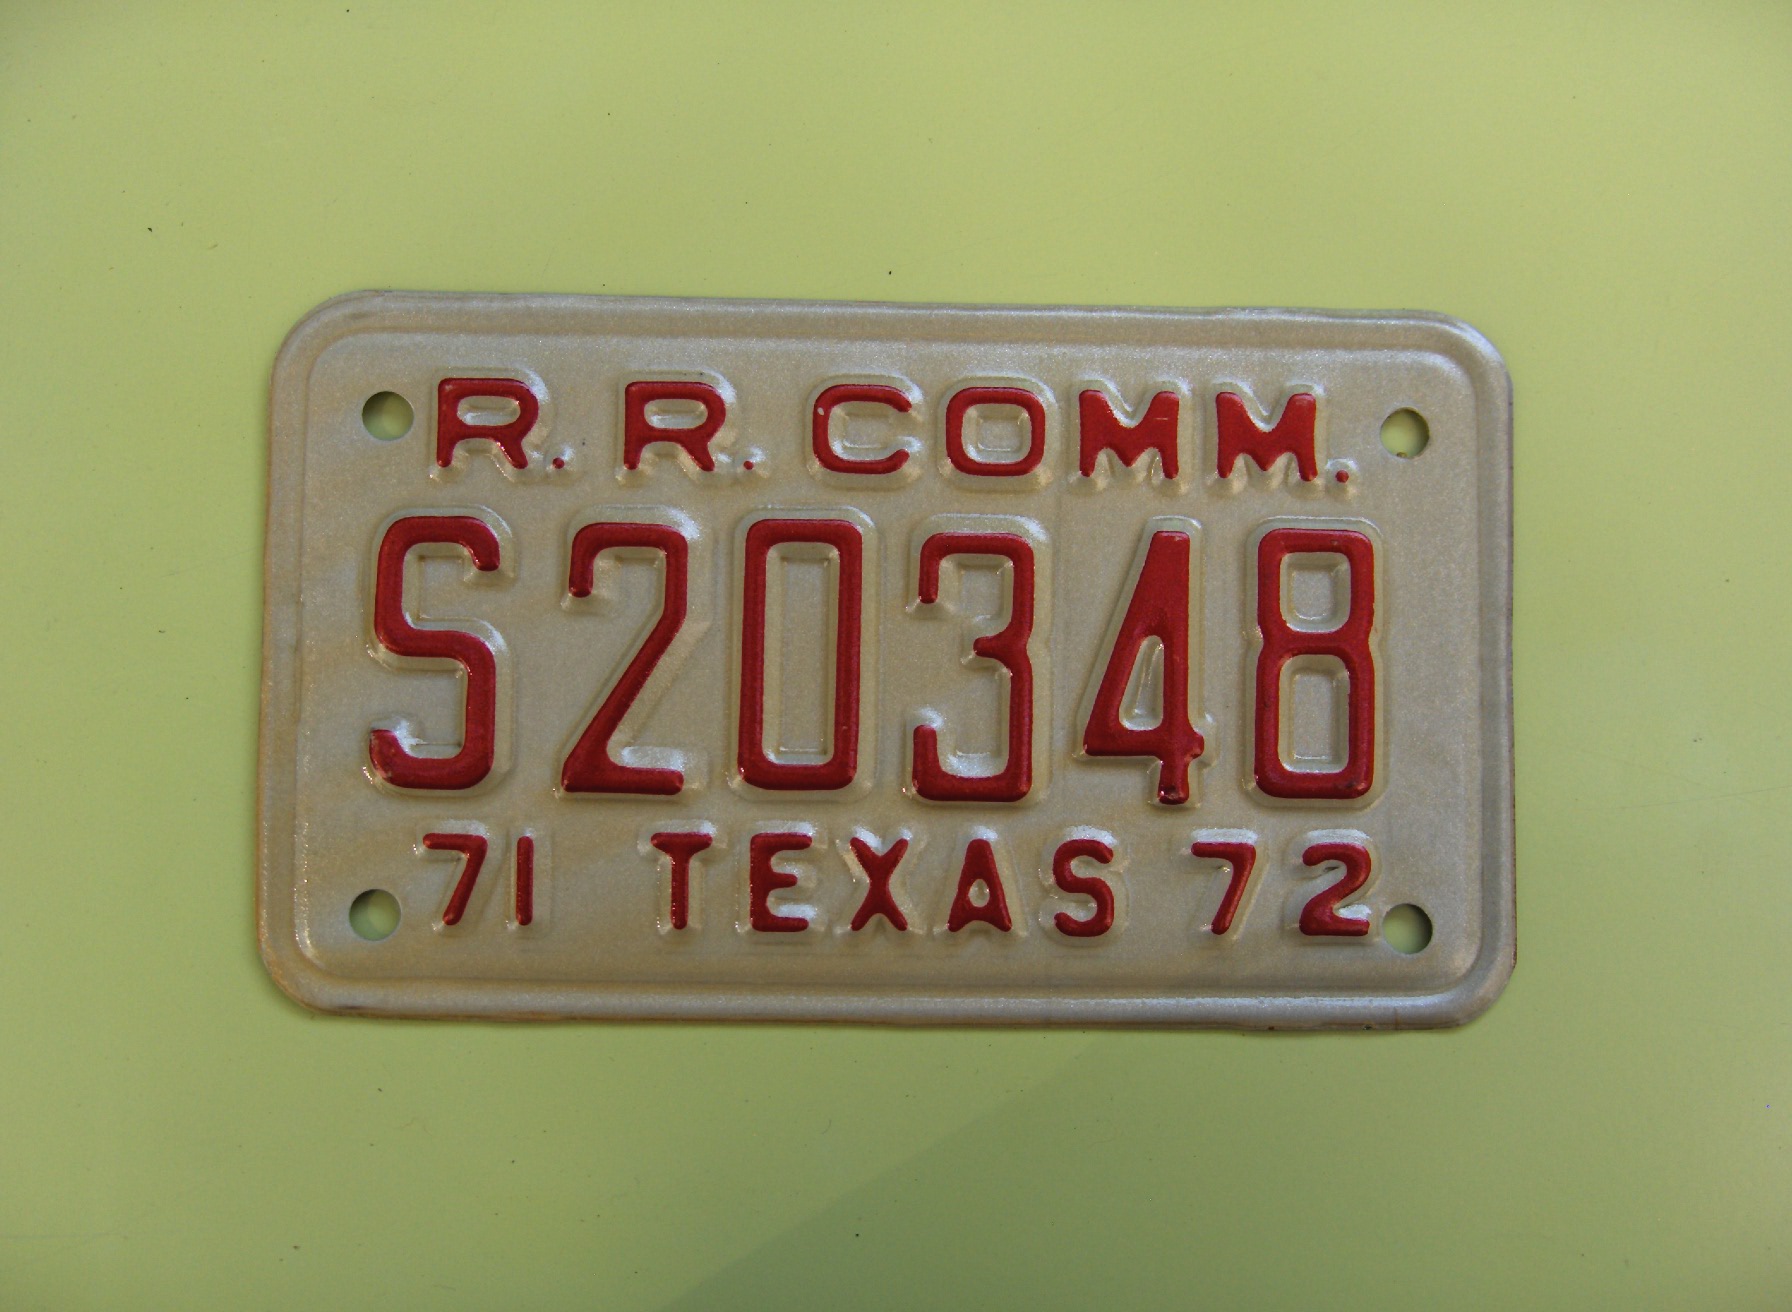 R. R. COMM.
S20348
71 TEXAS 72